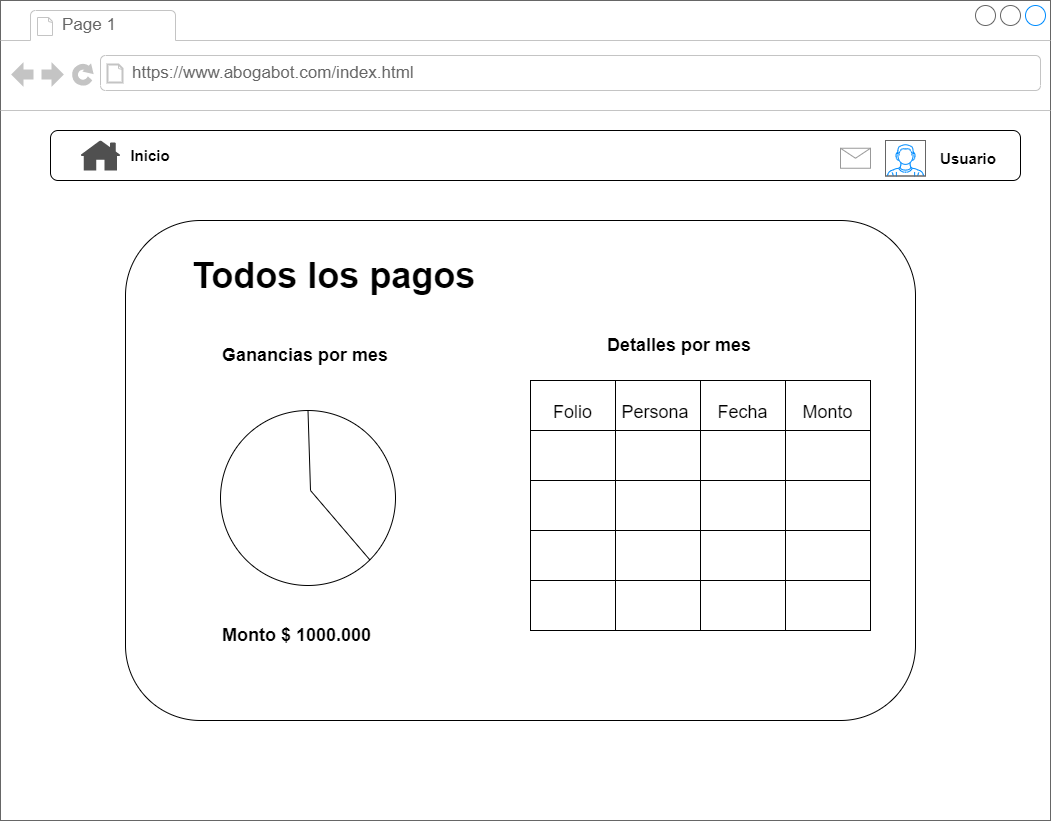 Page 1
https://www.abogabot.com/index.html
Inicio
Usuario
Todos los pagos
Ganancias por mes
Detalles por mes
Folio Persona Fecha Monto
Monto $ 1000.000